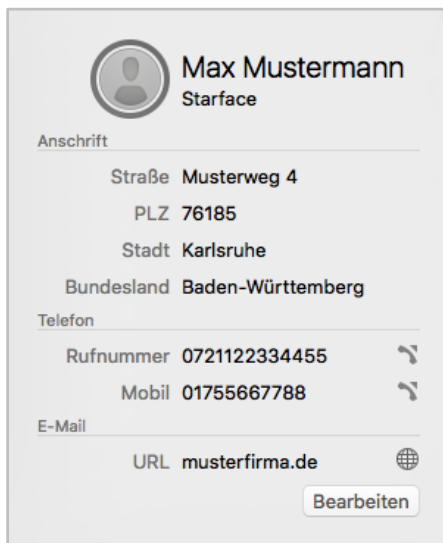 Max Mustermann
Starface
Anschrift
Straße Musterweg 4
PLZ 76185
Stadt Karlsruhe
Bundesland Baden-Württemberg
Telefon
Rufnummer 0721122334455
Mobil 01755667788
E-Mail
URL musterfirma.de
Bearbeiten